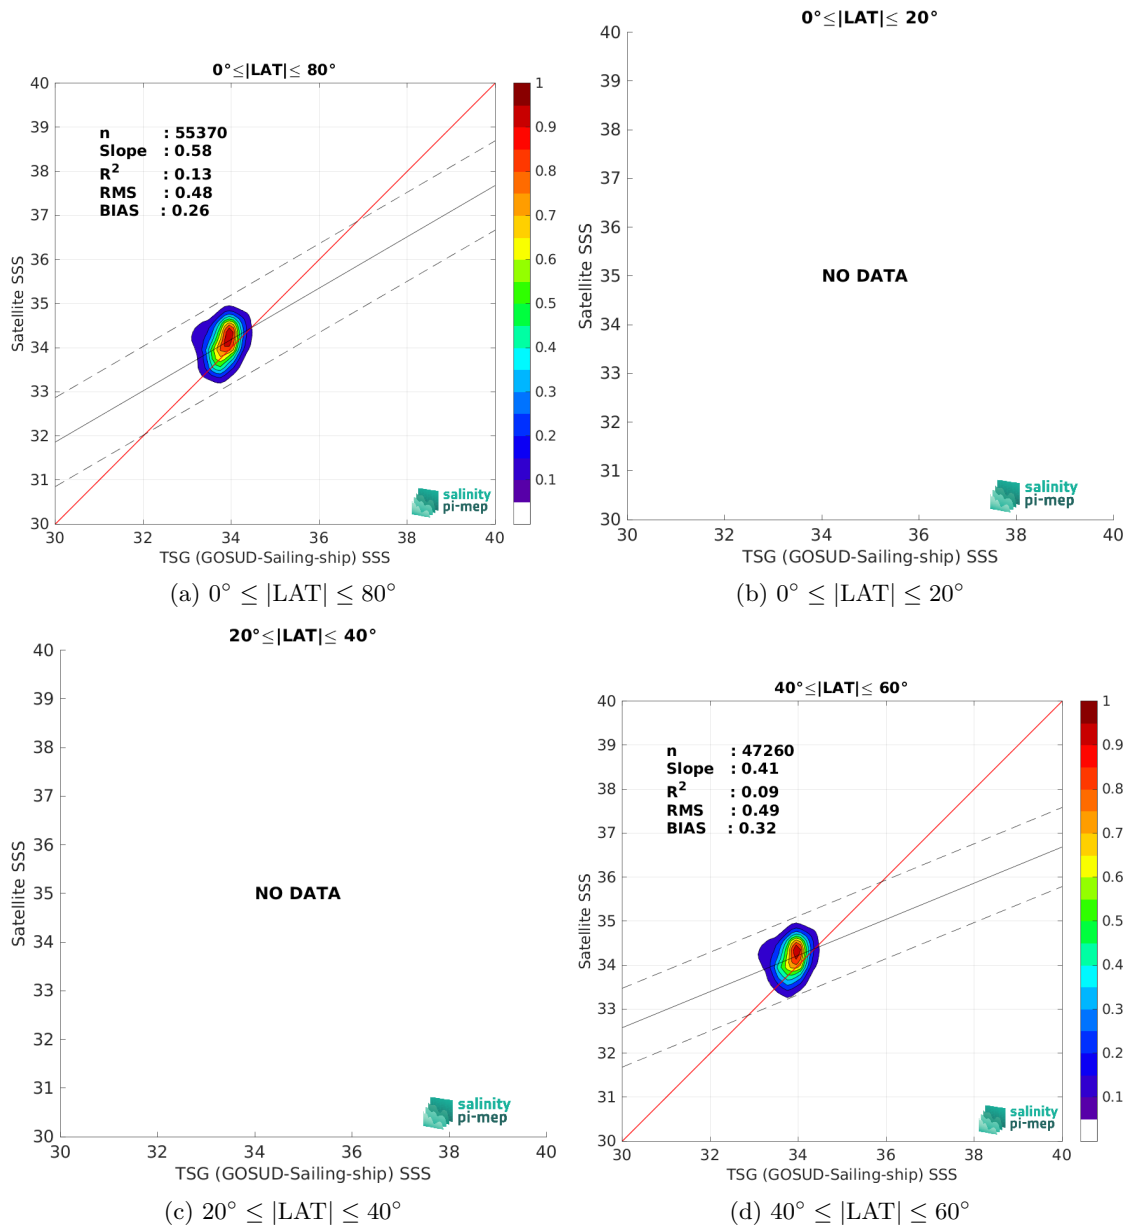 0°≤|LAT|≤ 80°
40
39
38
37
36
35
34
33
32
31
30
n : 55370
Slope : 0.58
R² : 0.13
RMS : 0.48
BIAS : 0.26
Satellite SSS
30 32 34 36 38 40
TSG (GOSUD-Sailing-ship) SSS
1
0.9
0.8
0.7
0.6
0.5
0.4
0.3
0.2
0.1
salinity
pi-mep
(a) 0° ≤ |LAT| ≤ 80°
0°≤|LAT|≤ 20°
40
39
38
37
36
35
34
33
32
31
30
Satellite SSS
NO DATA
salinity
pi-mep
30 32 34 36 38 40
TSG (GOSUD-Sailing-ship) SSS
(b) 0° ≤ |LAT| ≤ 20°
20°≤|LAT|≤ 40°
40
39
38
37
36
35
34
33
32
31
30
Satellite SSS
NO DATA
salinity
pi-mep
30 32 34 36 38 40
TSG (GOSUD-Sailing-ship) SSS
(c) 20° ≤ |LAT| ≤ 40°
40°≤|LAT|≤ 60°
40
39
38
37
36
35
34
33
32
31
30
n : 47260
Slope : 0.41
R² : 0.09
RMS : 0.49
BIAS : 0.32
Satellite SSS
30 32 34 36 38 40
TSG (GOSUD-Sailing-ship) SSS
1
0.9
0.8
0.7
0.6
0.5
0.4
0.3
0.2
0.1
salinity
pi-mep
(d) 40° ≤ |LAT| ≤ 60°